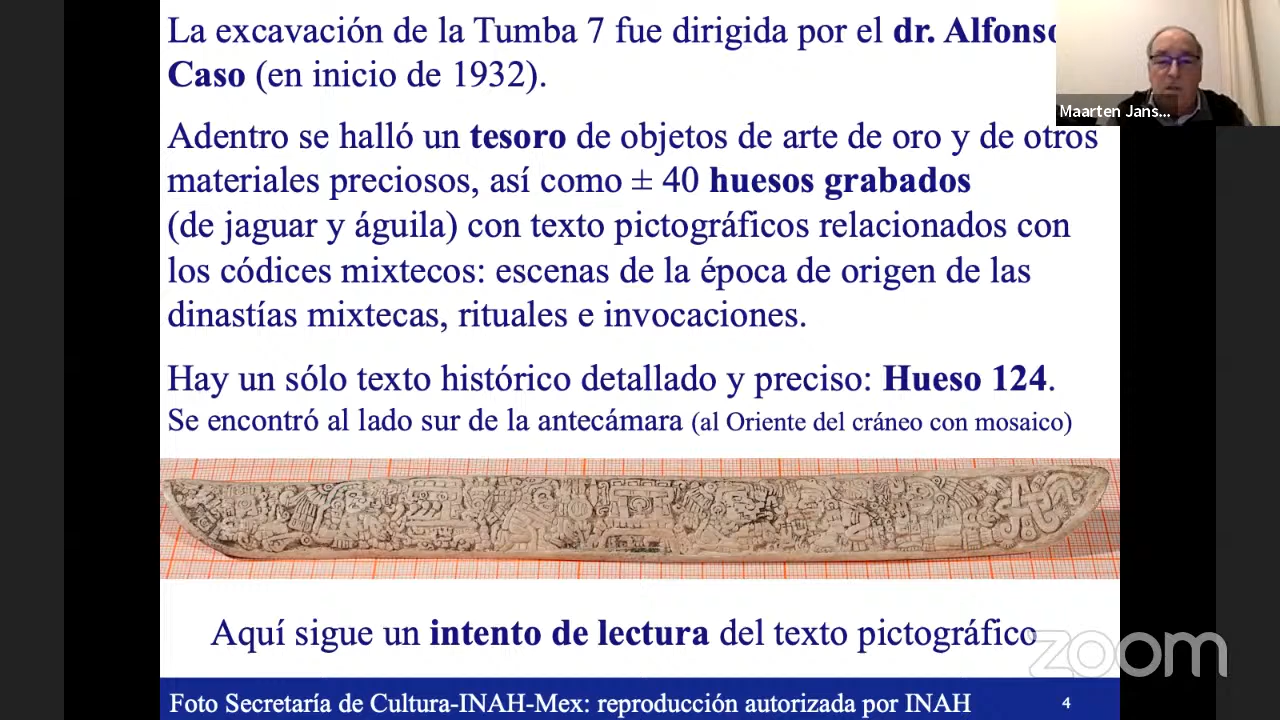 La excavación de la Tumba 7 fue dirigida por el dr. Alfonso
Caso (en inicio de 1932).
Adentro se halló un tesoro de objetos de arte de oro y de otros
materiales preciosos, así como ± 40 huesos grabados
(de jaguar y águila) con texto pictográficos relacionados con
los códices mixtecos: escenas de la época de origen de las
dinastías mixtecas, rituales e invocaciones.
Hay un sólo texto histórico detallado y preciso: Hueso 124.
Se encontró al lado sur de la antecámara (al Oriente del cráneo con mosaico)
Aquí sigue un intento de lectura del texto pictográfico
Foto Secretaría de Cultura-INAH-Mex: reproducción autorizada por INAH
4
Maarten Jans...
zoom